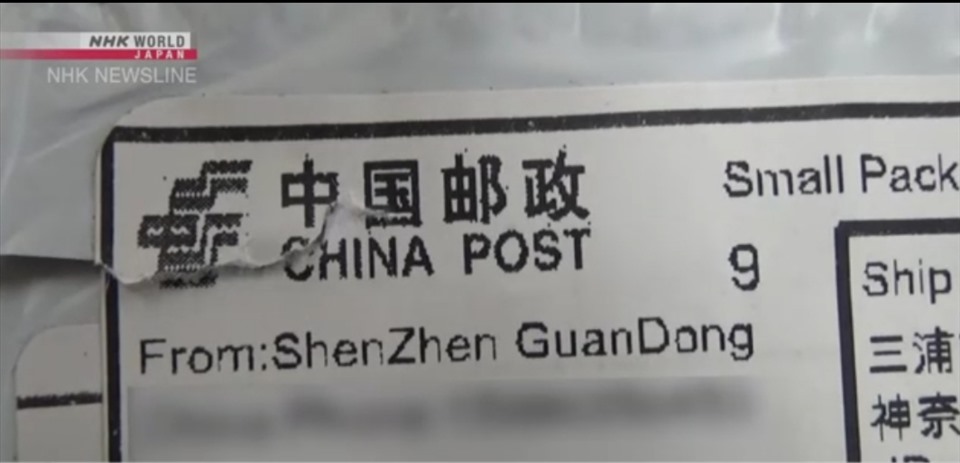 NHK WORLD
JAPAN
NHK NEWSLINE
中国邮政
CHINA POST
Small Pack
9
From:ShenZhen GuanDong
Ship
三浦
神奈